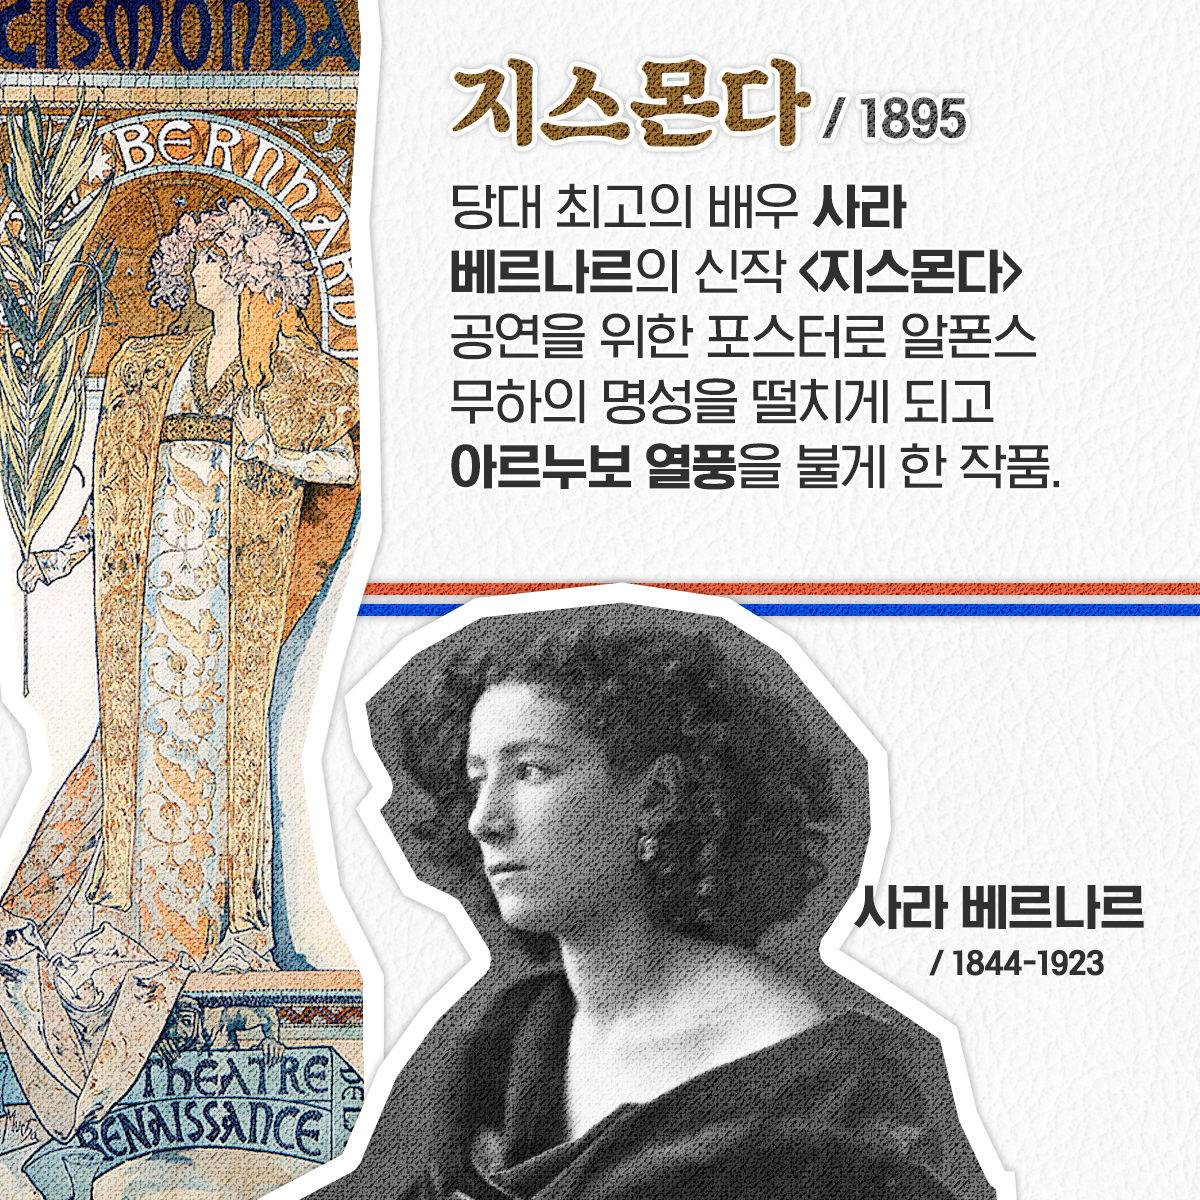 GISMONDA
BERNHARD
지스몬다 / 1895
당대 최고의 배우 사라
베르나르의 신작 <지스몬다>
공연을 위한 포스터로 알폰스
무하의 명성을 떨치게 되고
아르누보 열풍을 불게 한 작품.
사라 베르나르
/ 1844-1923
THEATRE
RENAISSANCE
Mucha